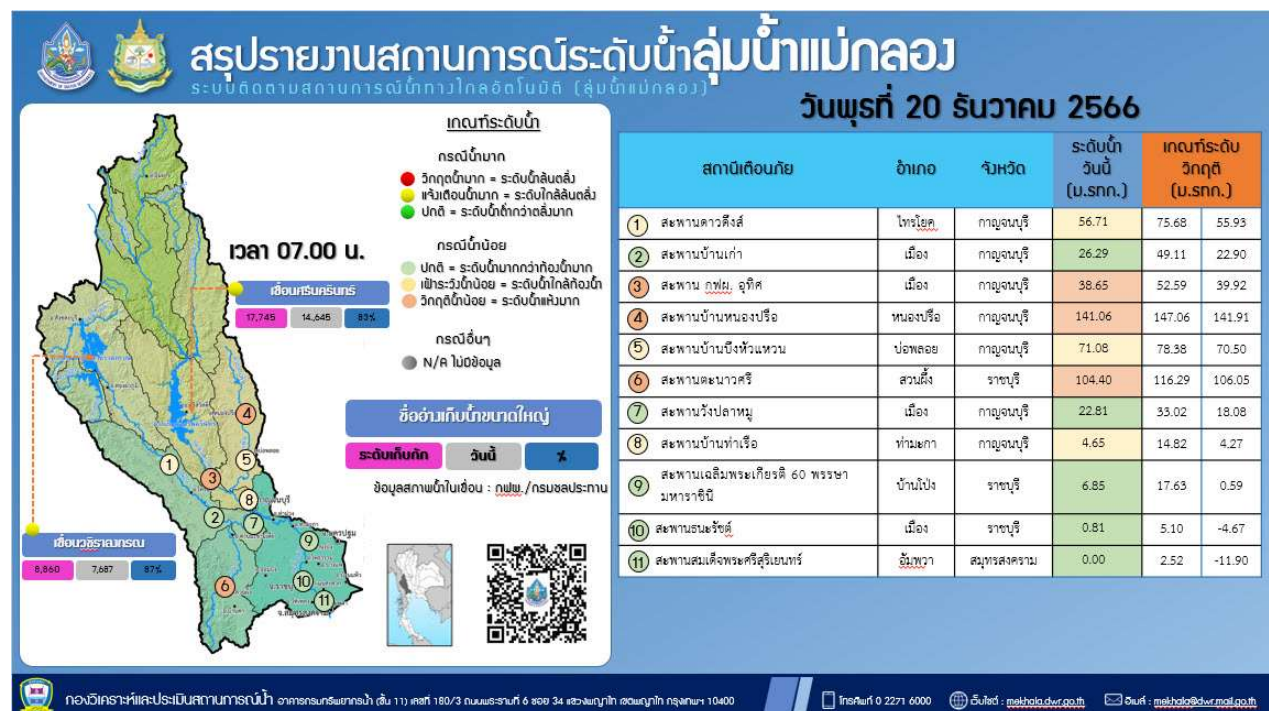 สรุปรายงานสถานการณ์ระดับน้ำลุ่มน้ำแม่กลอง
ระบบติดตามสถานการณ์น้ำทางไกลอัตโนมัติ (ลุ่มน้ำแม่กลอง)
วันพุธที่ 20 ธันวาคม 2566
เกณฑ์ระดับน้ำ
กรณีน้ำมาก
วิกฤตน้ำมาก = ระดับน้ำล้นตลิ่ง
แจ้งเตือนน้ำมาก = ระดับใกล้ล้นตลิ่ง
ปกติ = ระดับน้ำต่ำกว่าตลิ่งมาก
กรณีน้ำน้อย
ปกติ = ระดับน้ำมากกว่าท้องน้ำมาก
เฝ้าระวังน้ำน้อย = ระดับน้ำใกล้ท้องน้ำ
วิกฤติน้ำน้อย = ระดับน้ำแห้งมาก
กรณีอื่นๆ
N/A ไม่มีข้อมูล
เวลา 07.00 น.
เขื่อนศรีนครินทร์
17,745 14,645 83%
ชื่ออ่างเก็บน้ำขนาดใหญ่
ระดับเก็บกัก วันนี้ %
ข้อมูลสภาพน้ำในเขื่อน : กฟผ./กรมชลประทาน
เขื่อนวชิราลงกรณ
8,860 7,687 87%
1
2
3
4
5
6
7
8
9
10
11
สถานีเตือนภัย อำเภอ จังหวัด ระดับน้ำวันนี้ (ม.รทก.) เกณฑ์ระดับวิกฤติ (ม.รทก.)
1 สะพานดาวดึงส์ ไทรโยค กาญจนบุรี 56.71 75.68 55.93
2 สะพานบ้านเก่า เมือง กาญจนบุรี 26.29 49.11 22.90
3 สะพาน กฟผ. อุทิศ เมือง กาญจนบุรี 38.65 52.59 39.92
4 สะพานบ้านหนองปรือ หนองปรือ กาญจนบุรี 141.06 147.06 141.91
5 สะพานบ้านบึงหัวแหวน บ่อพลอย กาญจนบุรี 71.08 78.38 70.50
6 สะพานตะนาวศรี สวนผึ้ง ราชบุรี 104.40 116.29 106.05
7 สะพานวังปลาหมู เมือง กาญจนบุรี 22.81 33.02 18.08
8 สะพานบ้านท่าเรือ ท่ามะกา กาญจนบุรี 4.65 14.82 4.27
9 สะพานเฉลิมพระเกียรติ 60 พรรษา มหาราชินี บ้านโป่ง ราชบุรี 6.85 17.63 0.59
10 สะพานธนะรัชต์ เมือง ราชบุรี 0.81 5.10 -4.67
11 สะพานสมเด็จพระศรีสุริเยนทร์ อัมพวา สมุทรสงคราม 0.00 2.52 -11.90
กองวิเคราะห์และประเมินสถานการณ์น้ำ อาคารกรมทรัพยากรน้ำ (ชั้น 11) เลขที่ 180/3 ถนนพระรามที่ 6 ซอย 34 แขวงพญาไท เขตพญาไท กรุงเทพฯ 10400
โทรศัพท์ 0 2271 6000
เว็บไซต์ : mekhala.dwr.go.th
อีเมล์ : mekhala@dwr.mail.go.th